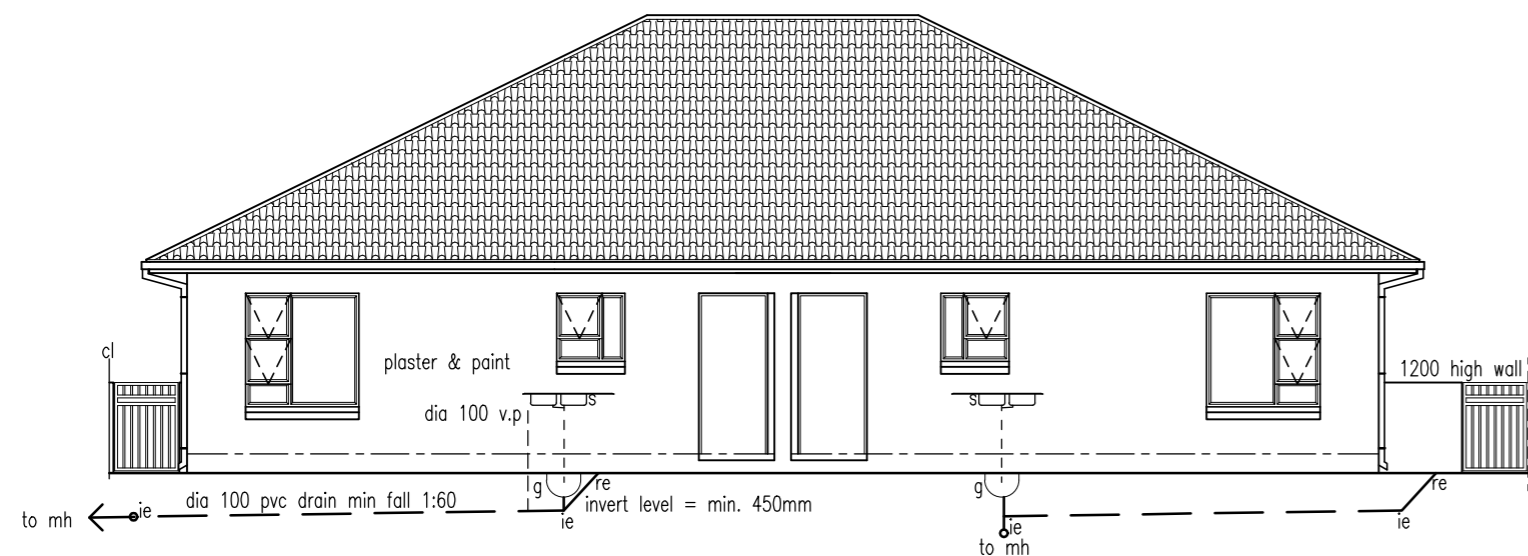 cl
plaster & paint
1200 high wall
s
s
dia 100 v.p
g
re
g
re
dia 100 pvc drain min fall 1:60
invert level = min. 450mm
to mh
ie
ie
ie
ie
to mh